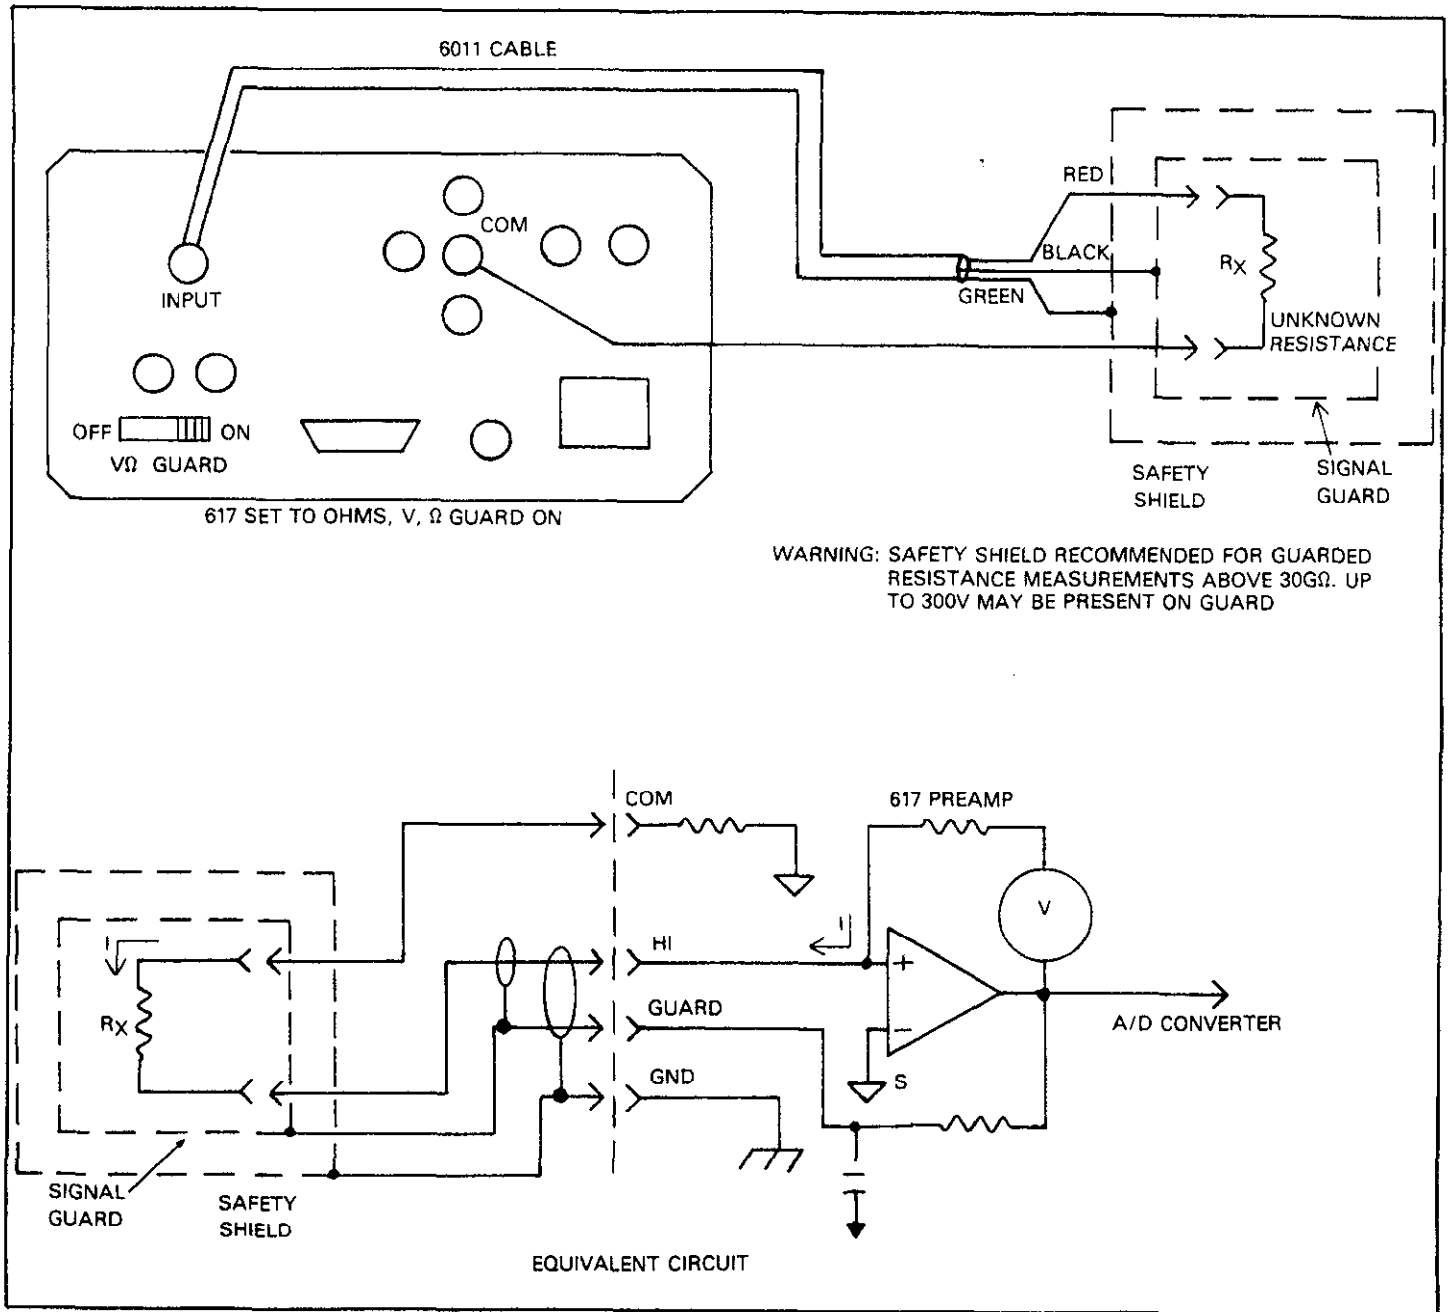 6011 CABLE
RED
COM
BLACK
RX
INPUT
GREEN
UNKNOWN
RESISTANCE
OFF
ON
VΩ GUARD
SAFETY
SHIELD
SIGNAL
GUARD
617 SET TO OHMS, V, Ω GUARD ON
WARNING: SAFETY SHIELD RECOMMENDED FOR GUARDED
RESISTANCE MEASUREMENTS ABOVE 30GΩ. UP
TO 300V MAY BE PRESENT ON GUARD
COM
617 PREAMP
V
I
HI
I
+
GUARD
RX
A/D CONVERTER
−
GND
S
SIGNAL
GUARD
SAFETY
SHIELD
EQUIVALENT CIRCUIT